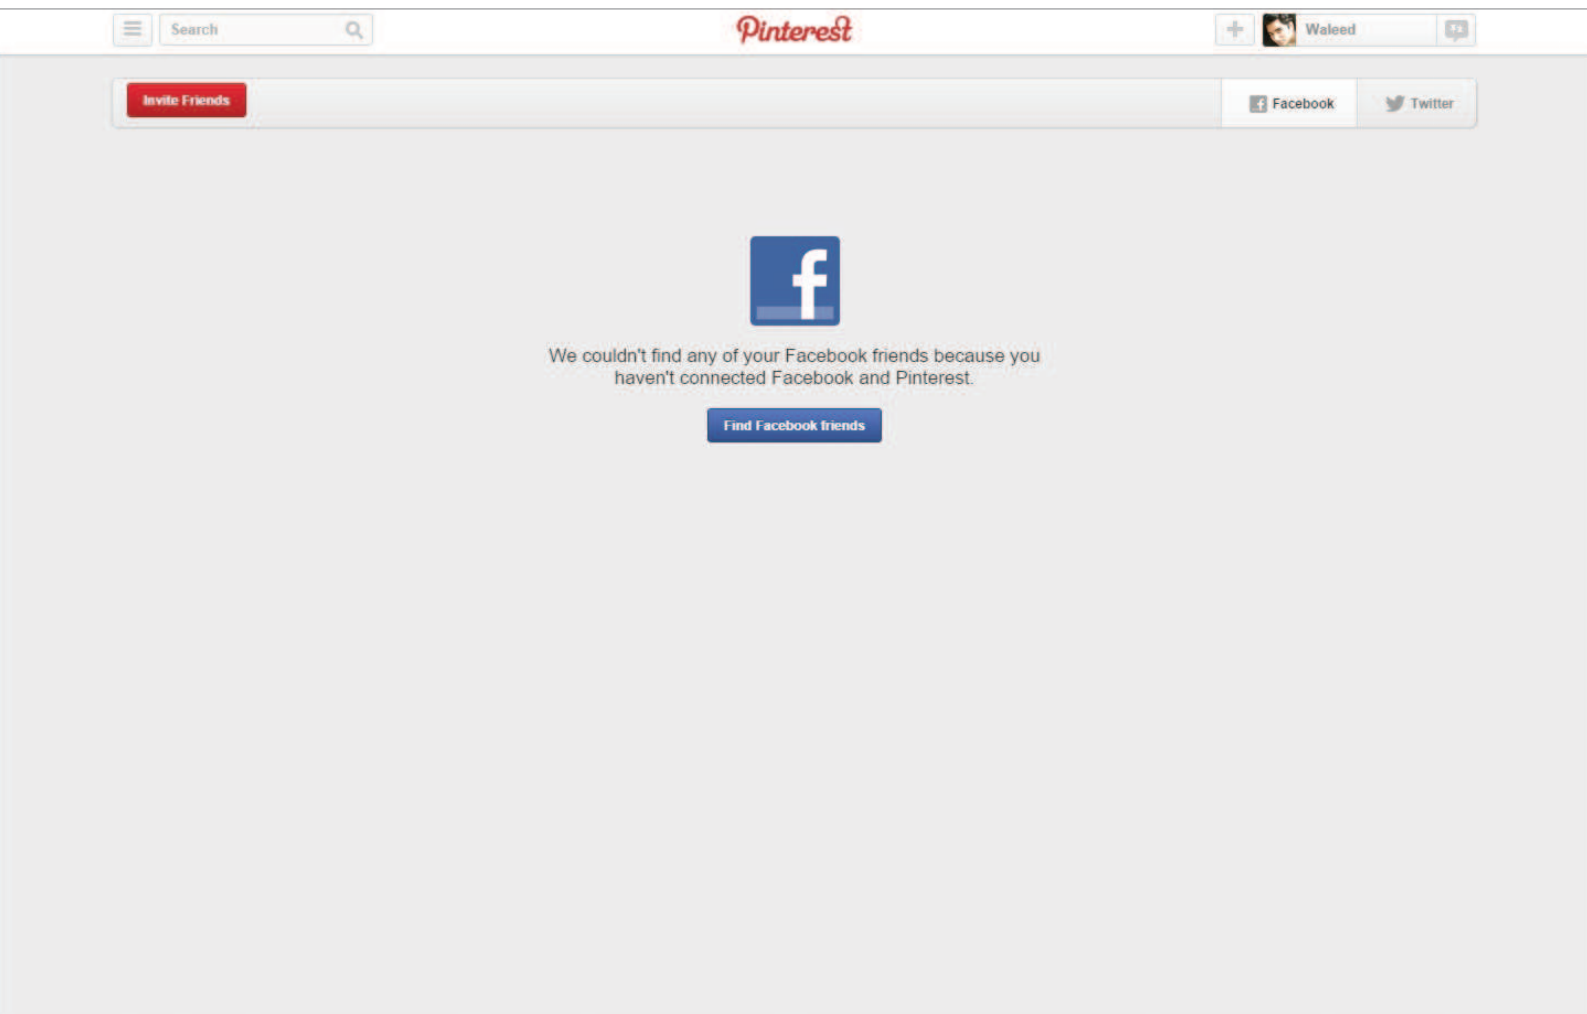 Search
Pinterest
Waleed
Invite Friends
Facebook
Twitter
f
We couldn't find any of your Facebook friends because you
haven't connected Facebook and Pinterest.
Find Facebook friends